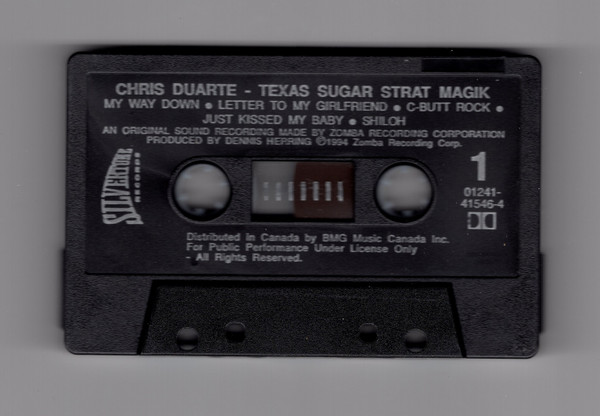 CHRIS DUARTE - TEXAS SUGAR STRAT MAGIK
MY WAY DOWN • LETTER TO MY GIRLFRIEND • C-BUTT ROCK •
JUST KISSED MY BABY • SHILOH
AN ORIGINAL SOUND RECORDING MADE BY ZOMBA RECORDING CORPORATION
PRODUCED BY DENNIS HERRING ℗1994 Zomba Recording Corp.
SILVERTONE
RECORDS
1
01241-
41546-4
Distributed in Canada by BMG Music Canada Inc.
For Public Performance Under License Only
- All Rights Reserved.